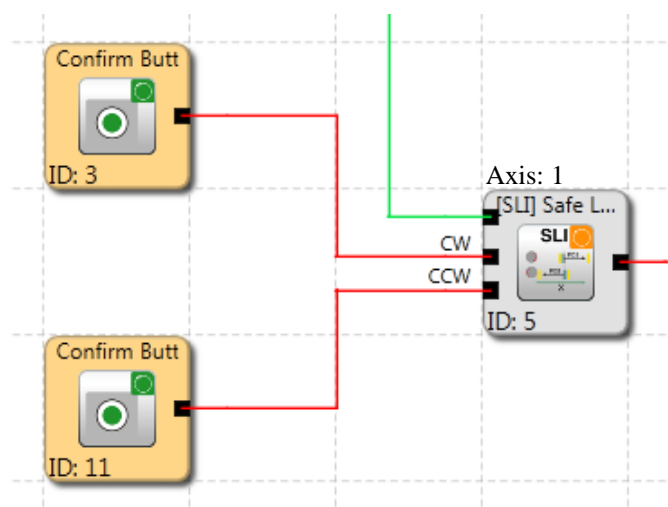 Confirm Butt
ID: 3
Axis: 1
[SLI] Safe L...
SLI
CW
CCW
X
ID: 5
Confirm Butt
ID: 11